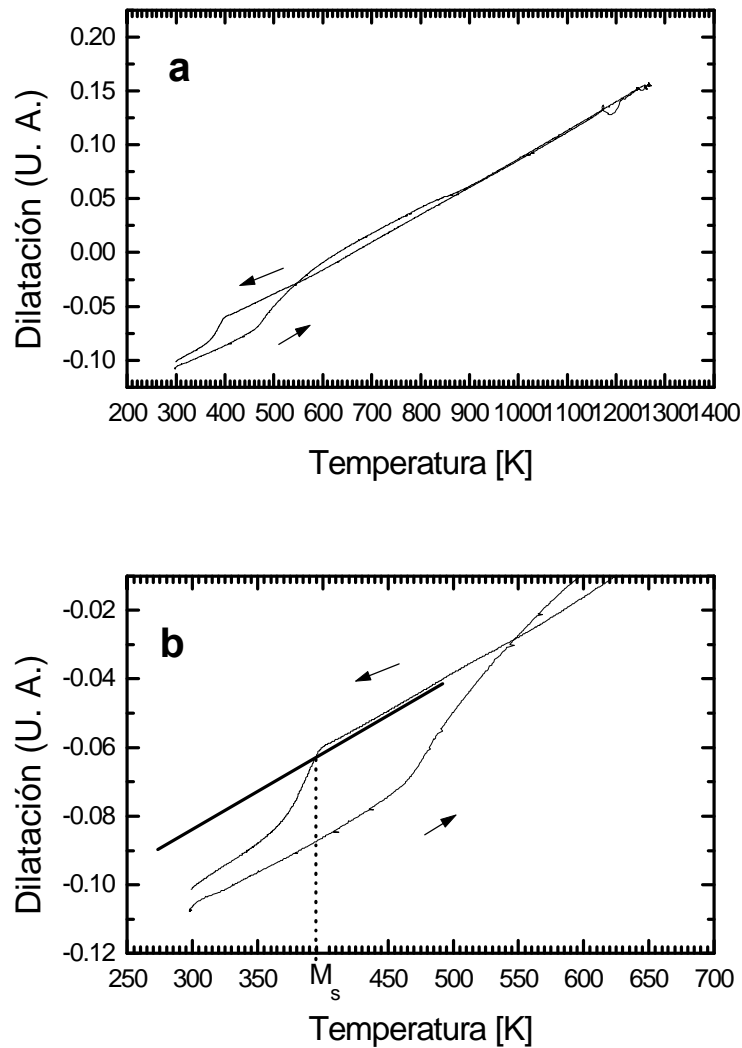 a
0.20
0.15
0.10
0.05
0.00
-0.05
-0.10
Dilatación (U. A.)
200 300 400 500 600 700 800 900 1000 1100 1200 1300 1400
Temperatura [K]
b
-0.02
-0.04
-0.06
-0.08
-0.10
-0.12
Dilatación (U. A.)
250 300 350 Ms 450 500 550 600 650 700
Temperatura [K]